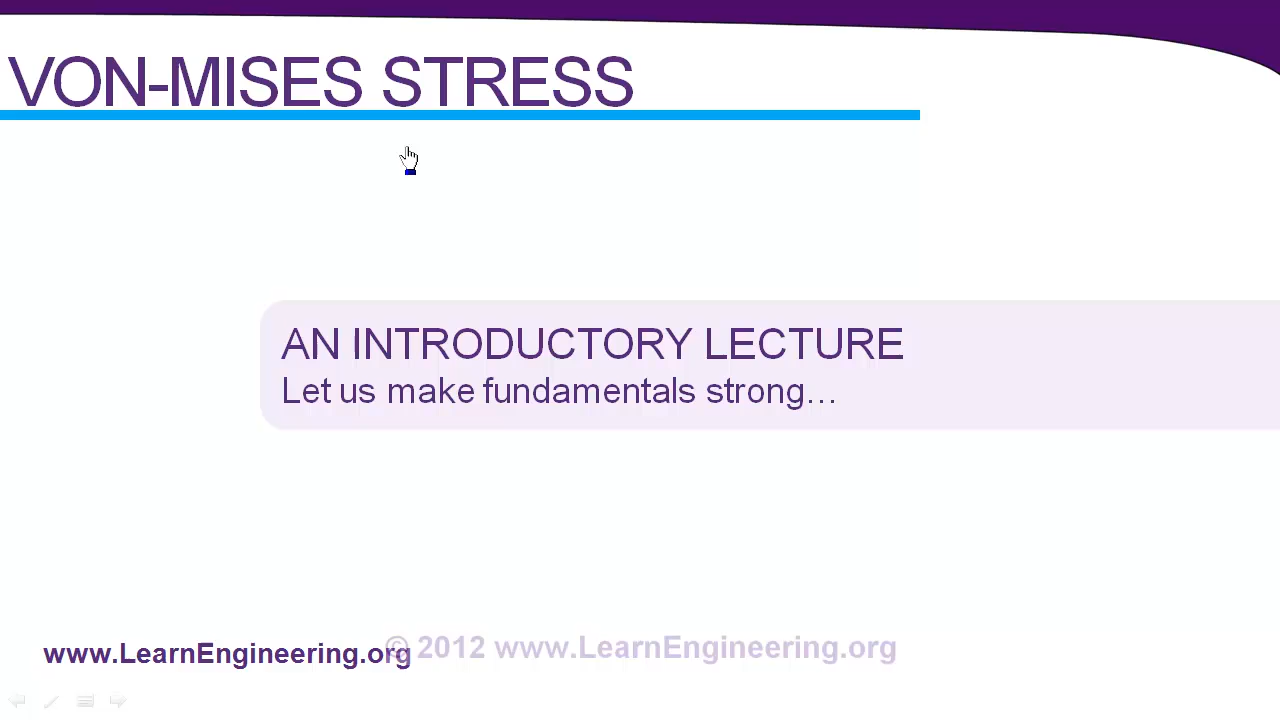 VON-MISES STRESS
AN INTRODUCTORY LECTURE
Let us make fundamentals strong...
www.LearnEngineering.org
© 2012 www.LearnEngineering.org